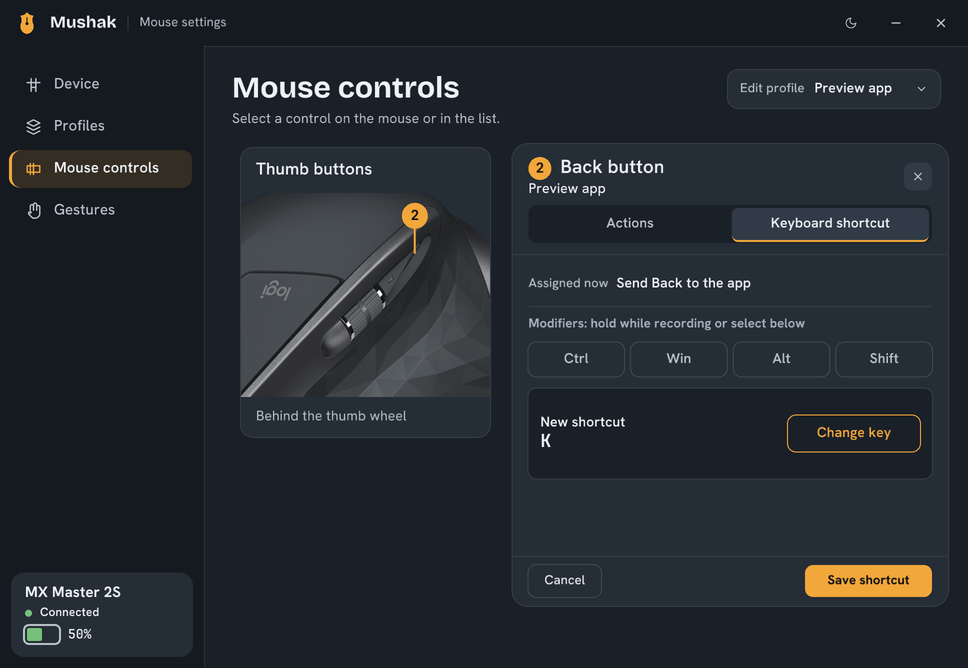 Mushak
Mouse settings
Device
Profiles
Mouse controls
Gestures
MX Master 2S
Connected
50%
Mouse controls
Select a control on the mouse or in the list.
Edit profile Preview app
Thumb buttons
2
logi
Behind the thumb wheel
2 Back button
Preview app
Actions
Keyboard shortcut
Assigned now Send Back to the app
Modifiers: hold while recording or select below
Ctrl
Win
Alt
Shift
New shortcut
K
Change key
Cancel
Save shortcut